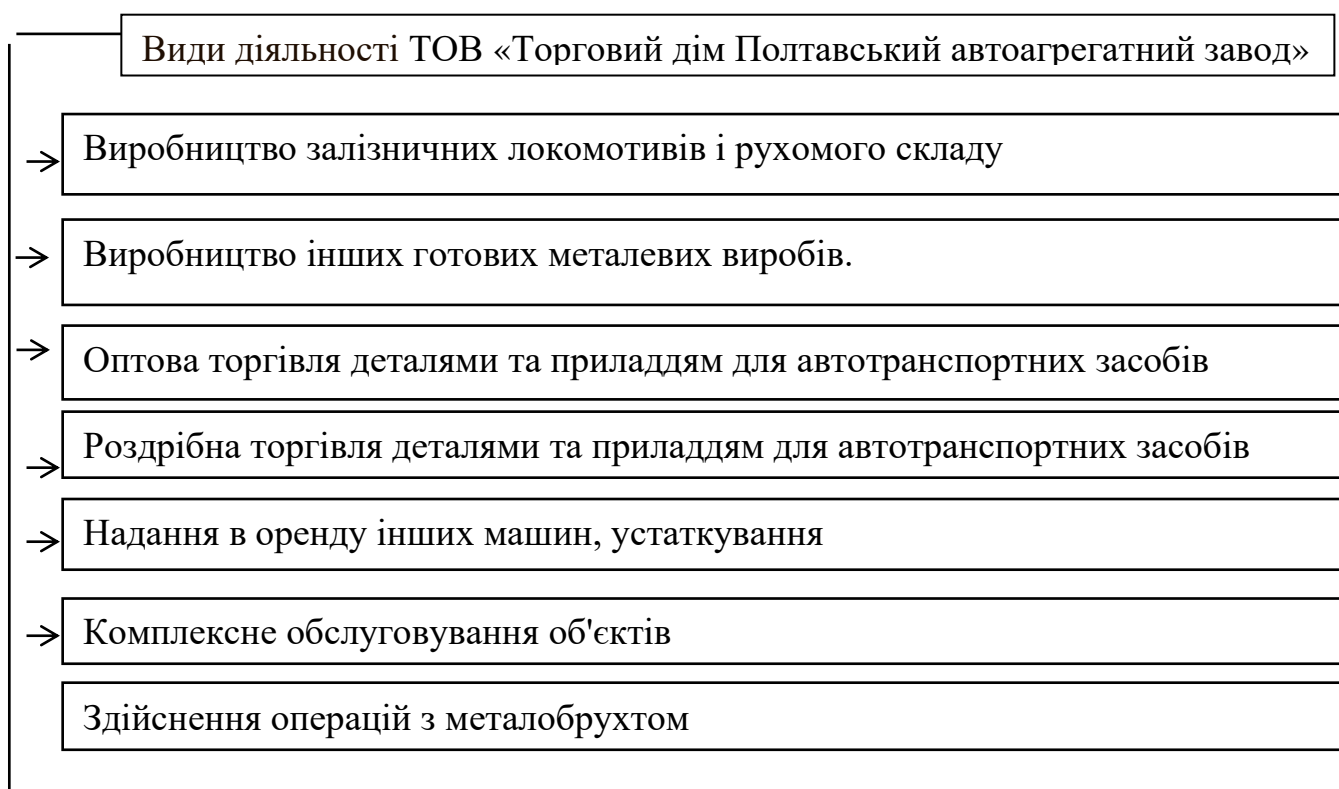 Види діяльності ТОВ «Торговий дім Полтавський автоагрегатний завод»
Виробництво залізничних локомотивів і рухомого складу
Виробництво інших готових металевих виробів.
Оптова торгівля деталями та приладдям для автотранспортних засобів
Роздрібна торгівля деталями та приладдям для автотранспортних засобів
Надання в оренду інших машин, устаткування
Комплексне обслуговування об'єктів
Здійснення операцій з металобрухтом